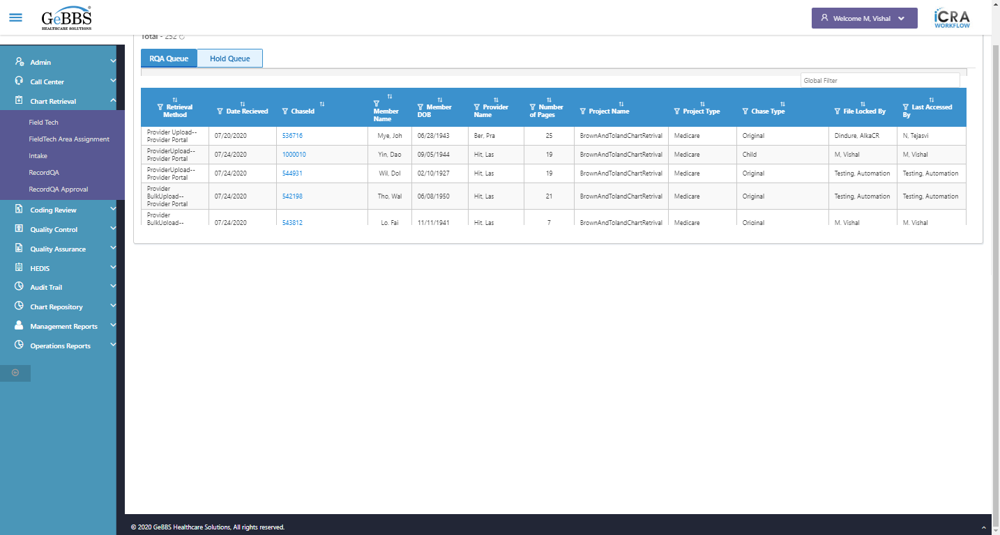 GeBBS
HEALTHCARE SOLUTIONS
Welcome M, Vishal
iCRA
WORKFLOW
Total - 252
Admin
Call Center
Chart Retrieval
Field Tech
FieldTech Area Assignment
Intake
RecordQA
RecordQA Approval
Coding Review
Quality Control
Quality Assurance
HEDIS
Audit Trail
Chart Repository
Management Reports
Operations Reports
RQA Queue
Hold Queue
Global Filter
Retrieval
Method
Date Recieved
ChaseId
Member
Name
Member
DOB
Provider
Name
Number
of Pages
Project Name
Project Type
Chase Type
File Locked By
Last Accessed
By
Provider Upload--
Provider Portal
07/20/2020
536716
Mye, Joh
06/28/1943
Ber, Pra
25
BrownAndTolandChartRetrival
Medicare
Original
Dindure, AlkaCR
N, Tejasvi
ProviderUpload--
Provider Portal
07/24/2020
1000010
Yin, Dao
09/05/1944
Hit, Las
19
BrownAndTolandChartRetrival
Medicare
Child
M, Vishal
M, Vishal
ProviderUpload--
Provider Portal
07/24/2020
544931
Wil, Dol
02/10/1927
Hit, Las
19
BrownAndTolandChartRetrival
Medicare
Original
Testing, Automation
Testing, Automation
Provider
BulkUpload--
Provider Portal
07/24/2020
542198
Tho, Wal
06/08/1950
Hit, Las
21
BrownAndTolandChartRetrival
Medicare
Original
Testing, Automation
Testing, Automation
Provider
BulkUpload--
07/24/2020
543812
Lo, Fai
11/11/1941
Hit, Las
7
BrownAndTolandChartRetrival
Medicare
Original
M, Vishal
M, Vishal
© 2020 GeBBS Healthcare Solutions, All rights reserved.